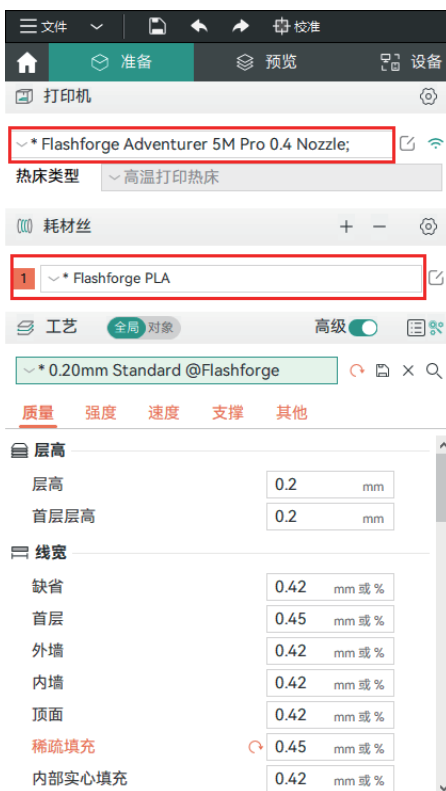 文件 校准
准备 预览 设备
打印机
* Flashforge Adventurer 5M Pro 0.4 Nozzle;
热床类型 高温打印热床
耗材丝
1 * Flashforge PLA
工艺 全局 对象 高级
* 0.20mm Standard @Flashforge
质量 强度 速度 支撑 其他
层高
层高 0.2 mm
首层层高 0.2 mm
线宽
缺省 0.42 mm 或 %
首层 0.45 mm 或 %
外墙 0.42 mm 或 %
内墙 0.42 mm 或 %
顶面 0.42 mm 或 %
稀疏填充 0.45 mm 或 %
内部实心填充 0.42 mm 或 %